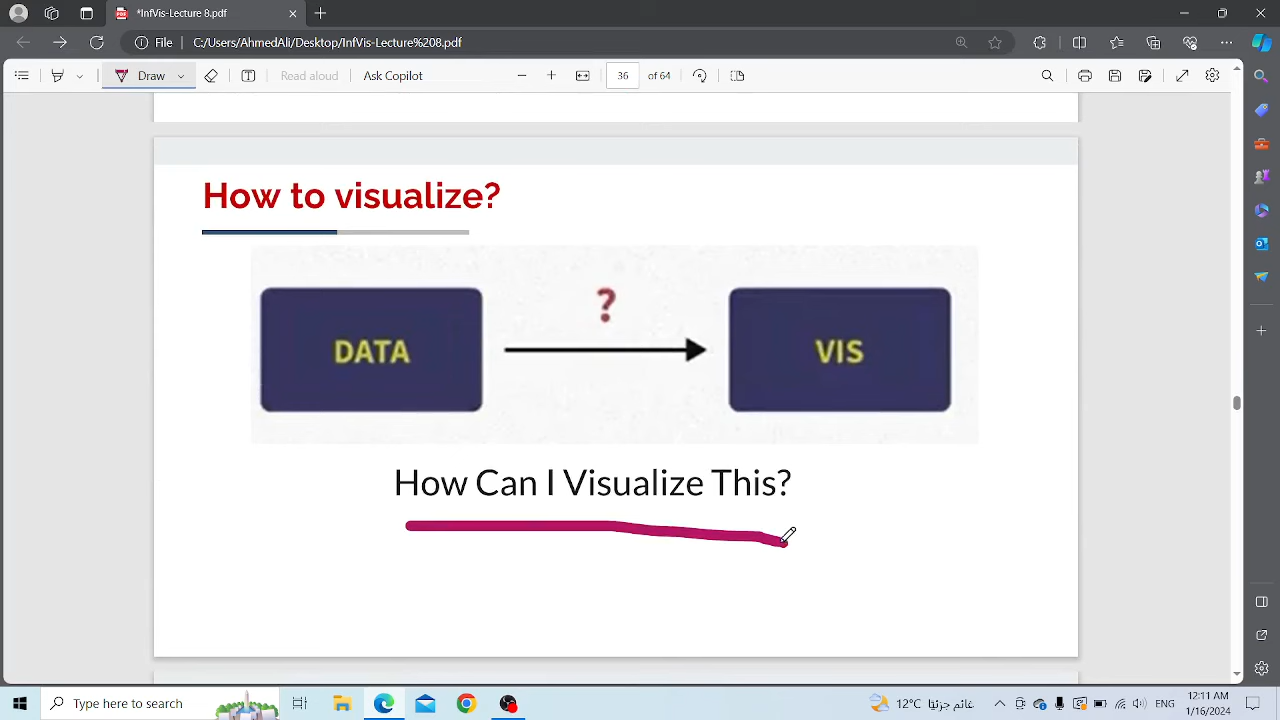 *InfVis-Lecture 8.pdf
File C:/Users/AhmedAli/Desktop/InfVis-Lecture%208.pdf
Draw Read aloud Ask Copilot 36 of 64
How to visualize?
?
DATA VIS
How Can I Visualize This?
Type here to search 12°C غائم جزئيا ENG 12:11 AM
1/16/2024